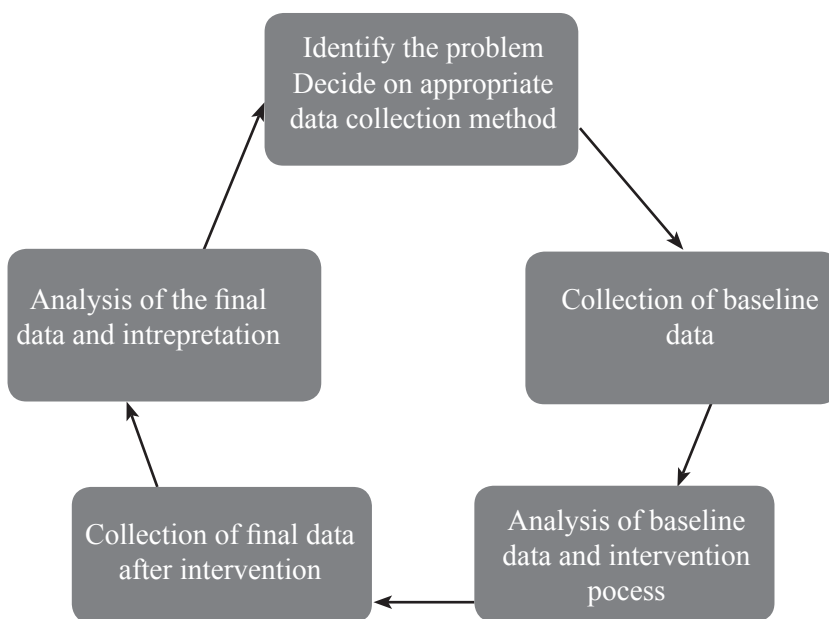 Identify the problem
Decide on appropriate
data collection method
Collection of baseline
data
Analysis of baseline
data and intervention
pocess
Collection of final data
after intervention
Analysis of the final
data and intrepretation